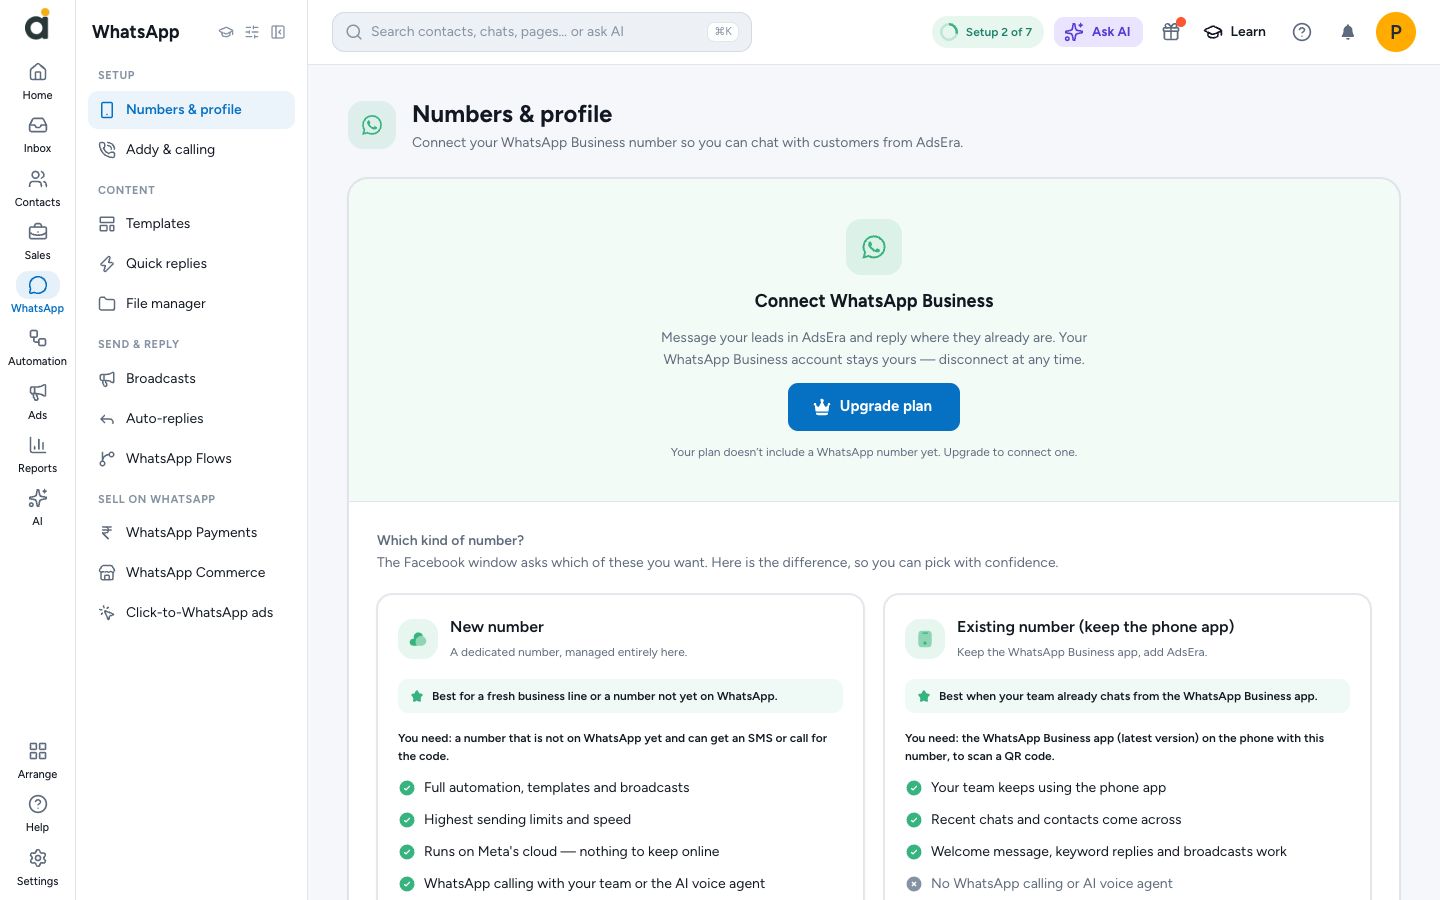 WhatsApp
Search contacts, chats, pages... or ask AI
⌘K
Setup 2 of 7
Ask AI
Learn
P
Home
Inbox
Contacts
Sales
WhatsApp
Automation
Ads
Reports
AI
Arrange
Help
Settings
SETUP
Numbers & profile
Addy & calling
CONTENT
Templates
Quick replies
File manager
SEND & REPLY
Broadcasts
Auto-replies
WhatsApp Flows
SELL ON WHATSAPP
WhatsApp Payments
WhatsApp Commerce
Click-to-WhatsApp ads
Numbers & profile
Connect your WhatsApp Business number so you can chat with customers from AdsEra.
Connect WhatsApp Business
Message your leads in AdsEra and reply where they already are. Your
WhatsApp Business account stays yours — disconnect at any time.
Upgrade plan
Your plan doesn't include a WhatsApp number yet. Upgrade to connect one.
Which kind of number?
The Facebook window asks which of these you want. Here is the difference, so you can pick with confidence.
New number
A dedicated number, managed entirely here.
Best for a fresh business line or a number not yet on WhatsApp.
You need: a number that is not on WhatsApp yet and can get an SMS or call for
the code.
Full automation, templates and broadcasts
Highest sending limits and speed
Runs on Meta's cloud — nothing to keep online
WhatsApp calling with your team or the AI voice agent
Existing number (keep the phone app)
Keep the WhatsApp Business app, add AdsEra.
Best when your team already chats from the WhatsApp Business app.
You need: the WhatsApp Business app (latest version) on the phone with this
number, to scan a QR code.
Your team keeps using the phone app
Recent chats and contacts come across
Welcome message, keyword replies and broadcasts work
No WhatsApp calling or AI voice agent